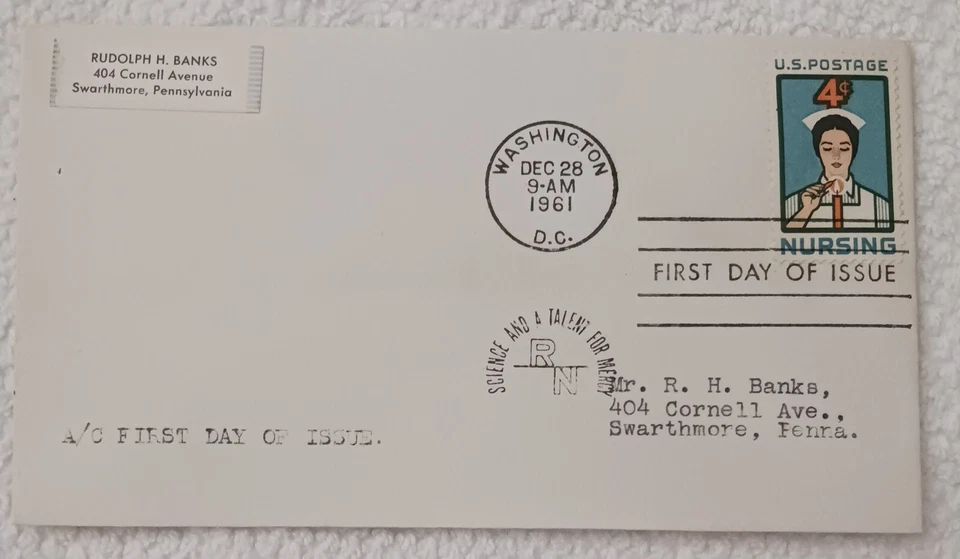 RUDOLPH H. BANKS
404 Cornell Avenue
Swarthmore, Pennsylvania
U.S.POSTAGE
4¢
NURSING
WASHINGTON
DEC 28
9-AM
1961
D.C.
FIRST DAY OF ISSUE
SCIENCE AND A TALENT FOR MERCY
R
N
Mr. R. H. Banks,
404 Cornell Ave.,
Swarthmore, Penna.
A/C FIRST DAY OF ISSUE.